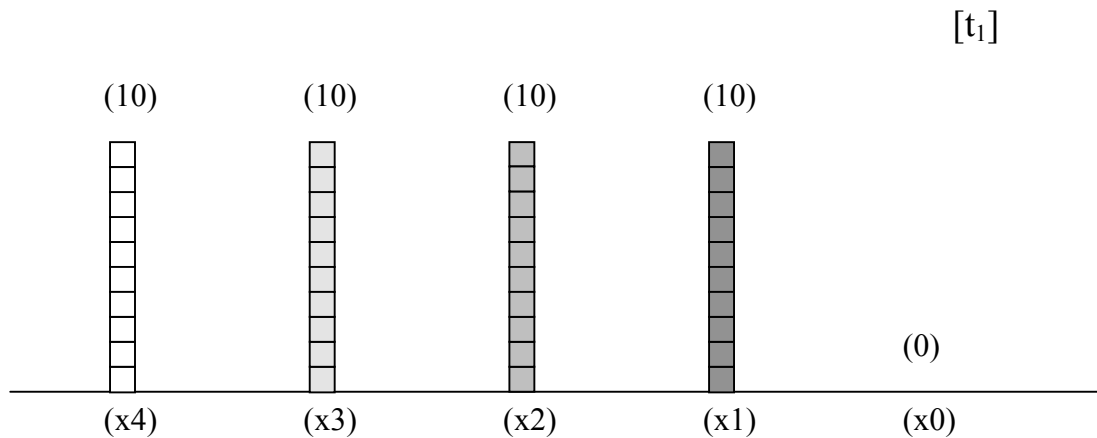 [t₁]
(10) (10) (10) (10)
(0)
(x4) (x3) (x2) (x1) (x0)